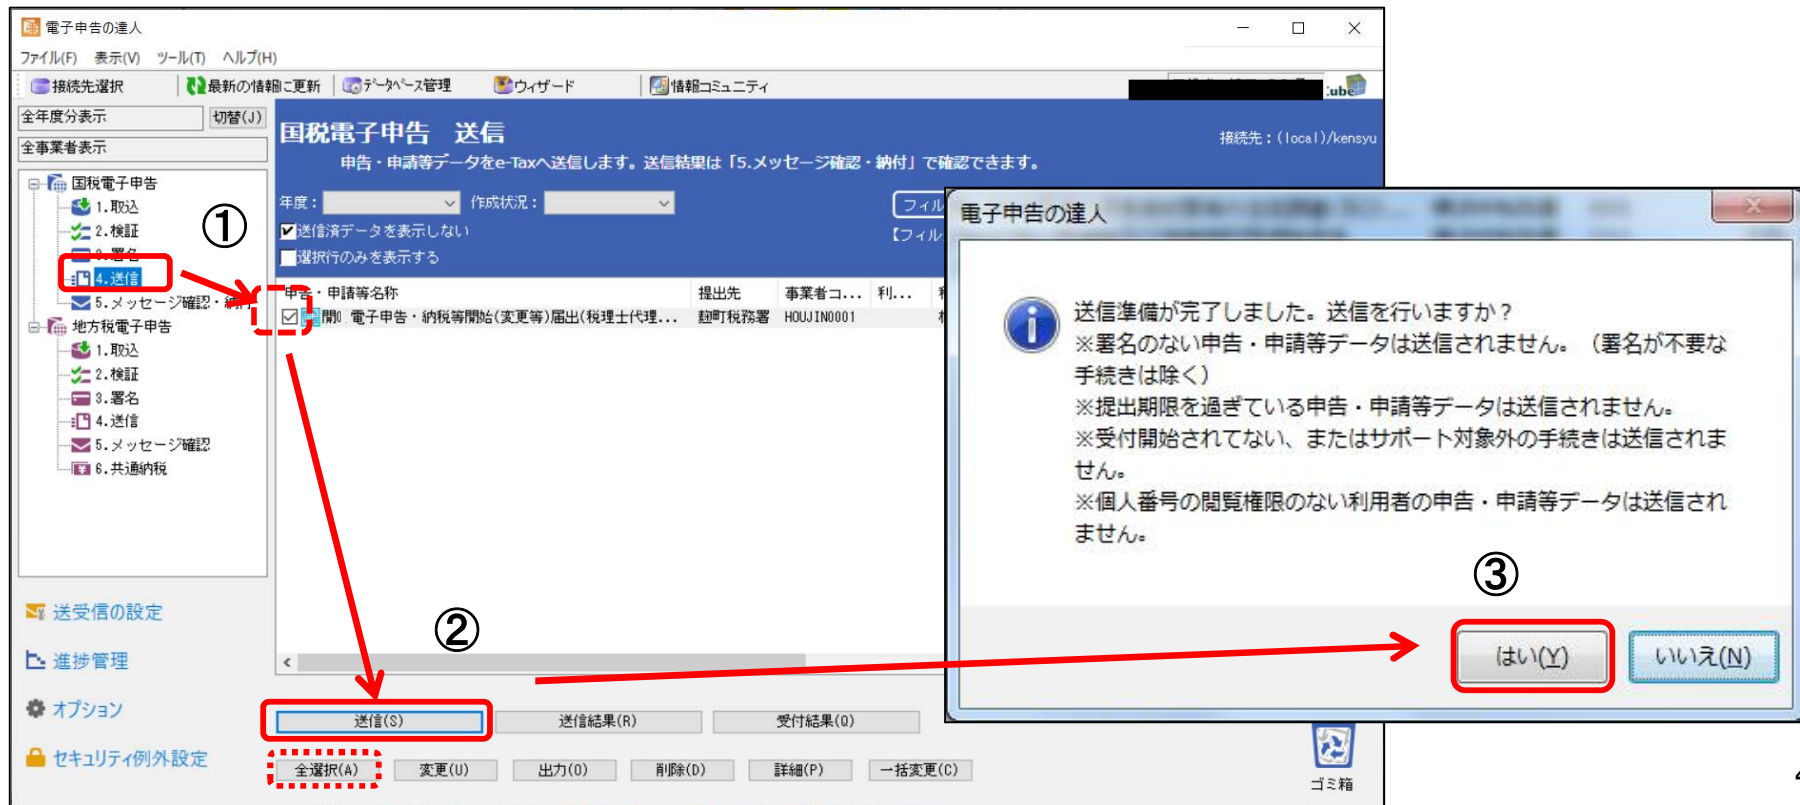 電子申告の達人
ファイル(F) 表示(V) ツール(T) ヘルプ(H)
接続先選択 最新の情報に更新 データベース管理 ウィザード 情報コミュニティ
全年度分表示 切替(J)
全事業者表示
国税電子申告
1.取込
2.検証
3.署名
4.送信
5.メッセージ確認・納付
地方税電子申告
1.取込
2.検証
3.署名
4.送信
5.メッセージ確認
6.共通納税
送受信の設定
進捗管理
オプション
セキュリティ例外設定
①
国税電子申告 送信
接続先:(local)/kensyu
申告・申請等データをe-Taxへ送信します。送信結果は「5.メッセージ確認・納付」で確認できます。
年度: 作成状況:
フィル
送信済データを表示しない
【フィル
選択行のみを表示する
申告・申請等名称 提出先 事業者コ... 利...
開 電子申告・納税等開始(変更等)届出(税理士代理... 麹町税務署 HOUJIN0001
②
送信(S) 送信結果(R) 受付結果(Q)
全選択(A) 変更(U) 出力(O) 削除(D) 詳細(P) 一括変更(C)
ゴミ箱
電子申告の達人
送信準備が完了しました。送信を行いますか?
※署名のない申告・申請等データは送信されません。(署名が不要な
手続きは除く)
※提出期限を過ぎている申告・申請等データは送信されません。
※受付開始されてない、またはサポート対象外の手続きは送信されま
せん。
※個人番号の閲覧権限のない利用者の申告・申請等データは送信され
ません。
③
はい(Y) いいえ(N)